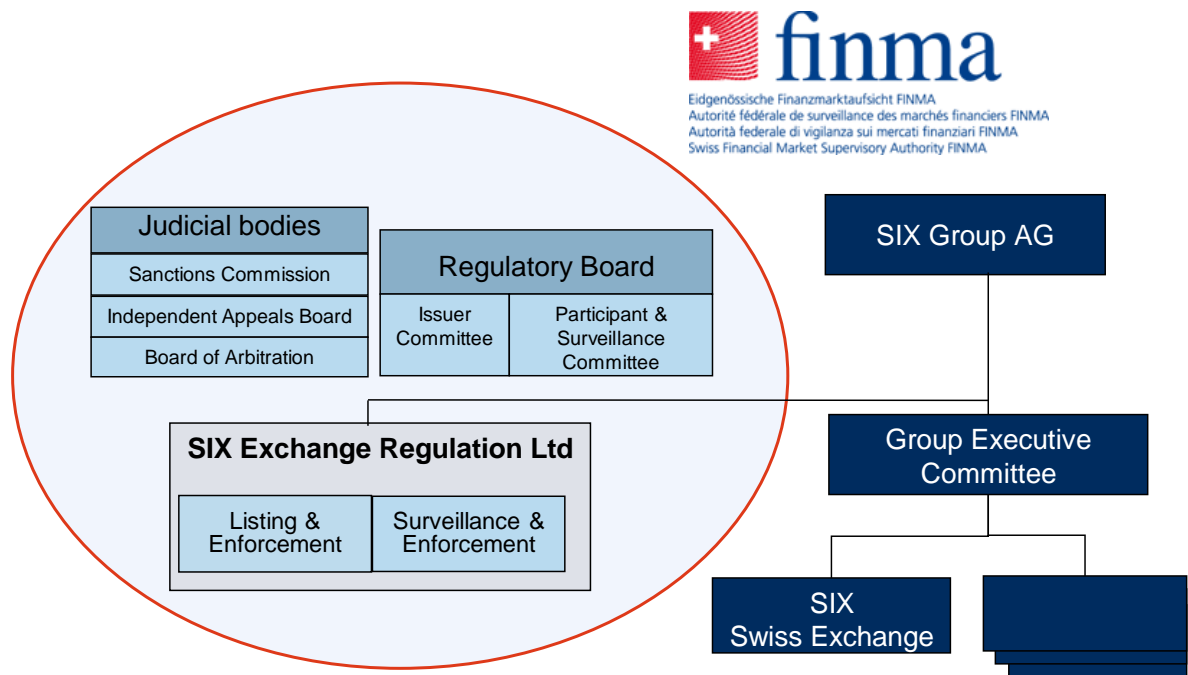 finma
Eidgenössische Finanzmarktaufsicht FINMA
Autorité fédérale de surveillance des marchés financiers FINMA
Autorità federale di vigilanza sui mercati finanziari FINMA
Swiss Financial Market Supervisory Authority FINMA
Judicial bodies
Sanctions Commission
Independent Appeals Board
Board of Arbitration
Regulatory Board
Issuer
Committee
Participant &
Surveillance
Committee
SIX Group AG
SIX Exchange Regulation Ltd
Listing &
Enforcement
Surveillance &
Enforcement
Group Executive
Committee
SIX
Swiss Exchange